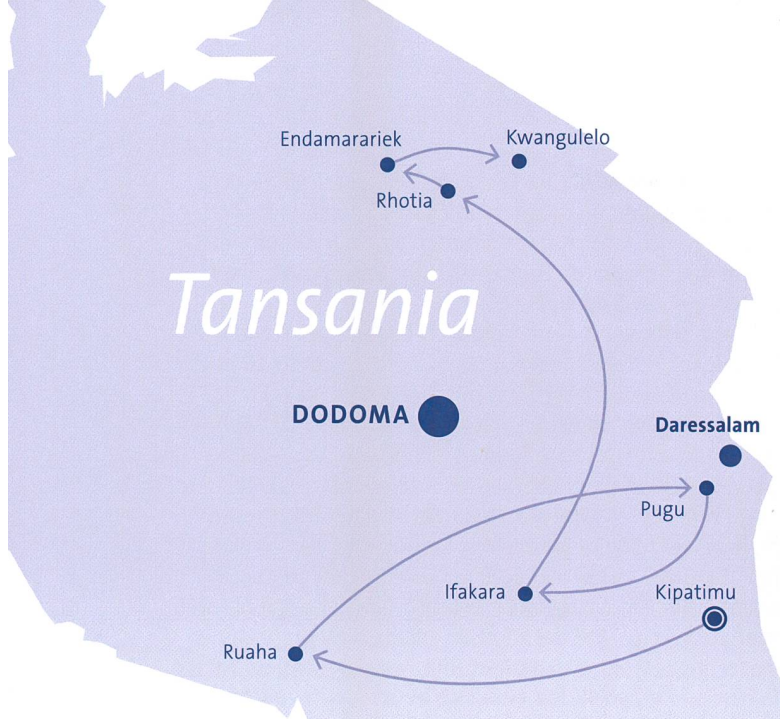 Endamarariek
Kwangulelo
Rhotia
Tansania
DODOMA
Daressalam
Pugu
Ifakara
Kipatimu
Ruaha